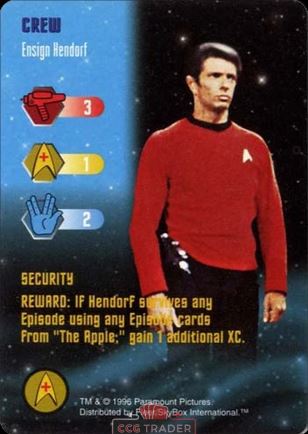 CREW
Ensign Hendorf
3
1
2
SECURITY
REWARD: If Hendorf survives any
Episode using any Episode cards
from "The Apple;" gain 1 additional XC.
TM & © 1996 Paramount Pictures.
Distributed by SkyBox International.™
CCG TRADER